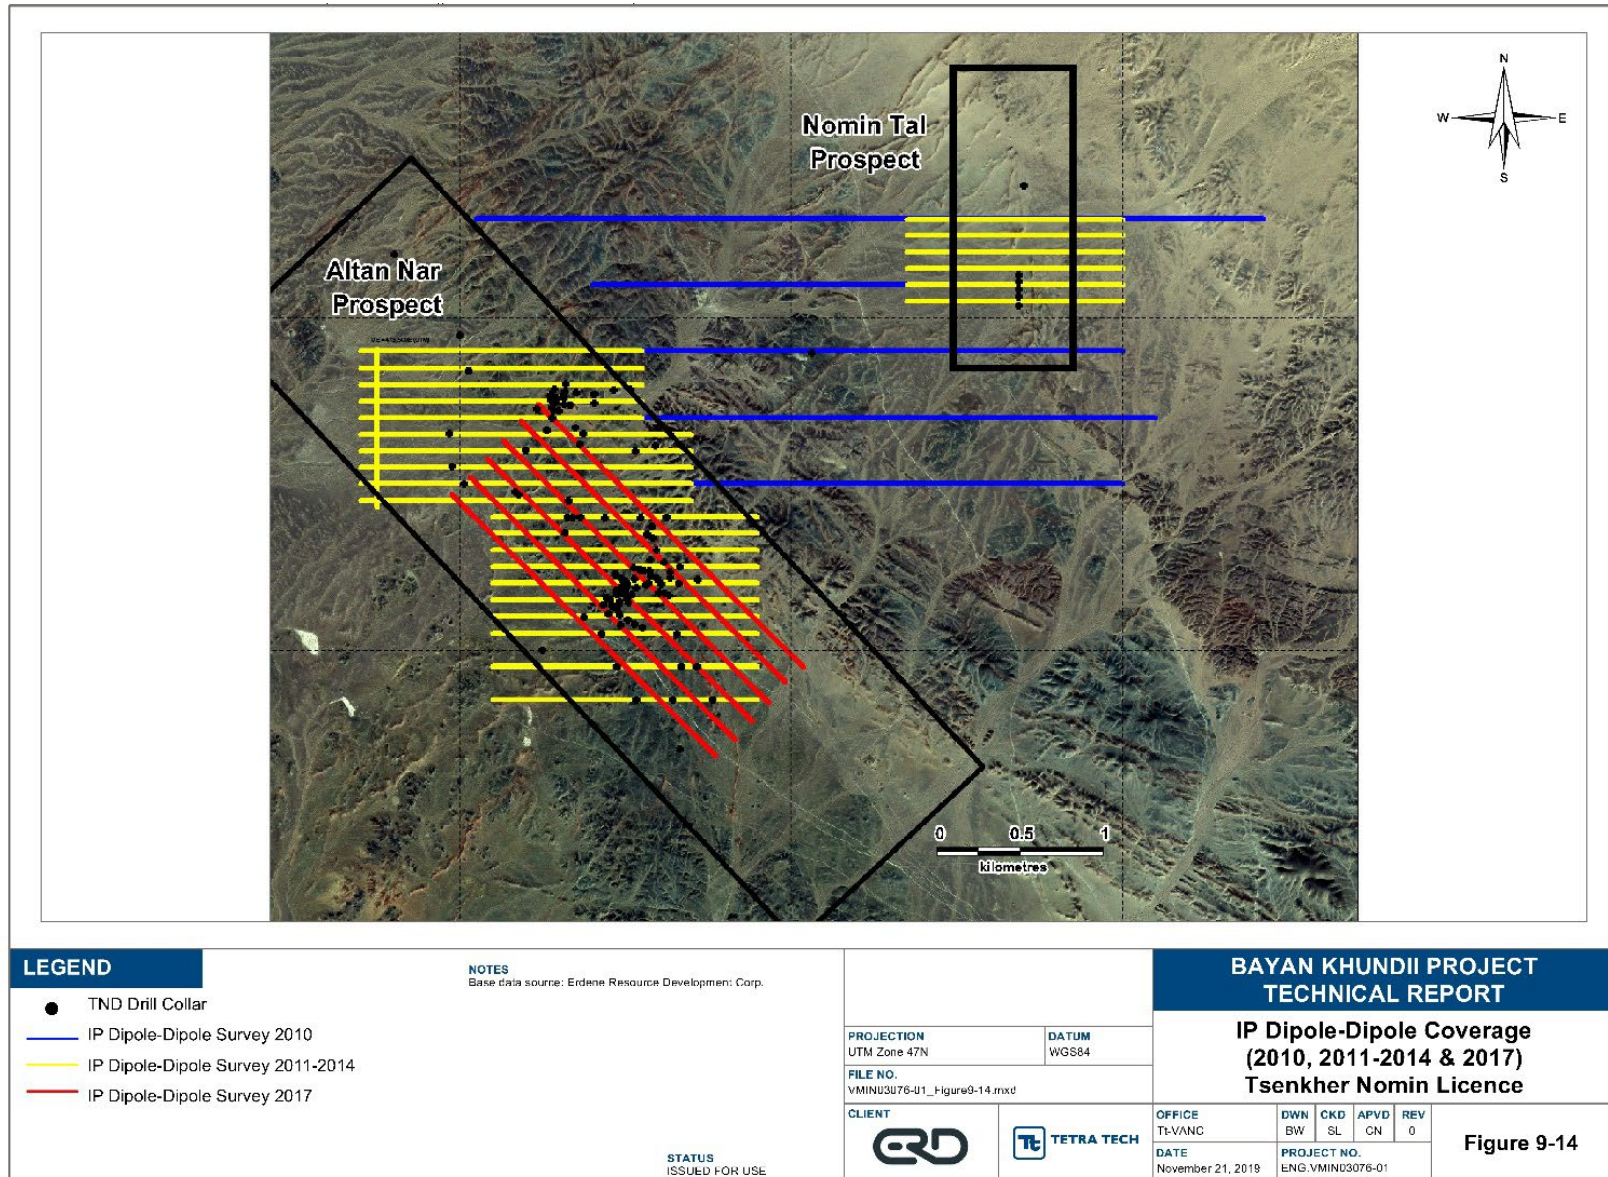 N
W
E
S
Nomin Tal
Prospect
Altan Nar
Prospect
0 0.5 1
kilometres
LEGEND
TND Drill Collar
IP Dipole-Dipole Survey 2010
IP Dipole-Dipole Survey 2011-2014
IP Dipole-Dipole Survey 2017
NOTES
Base data source: Erdene Resource Development Corp.
STATUS
ISSUED FOR USE
PROJECTION
UTM Zone 47N
DATUM
WGS84
FILE NO.
VMIN03076-01_Figure9-14.mxd
CLIENT
ERD
Tt TETRA TECH
BAYAN KHUNDII PROJECT
TECHNICAL REPORT
IP Dipole-Dipole Coverage
(2010, 2011-2014 & 2017)
Tsenkher Nomin Licence
OFFICE
Tt-VANC
DWN CKD APVD REV
BW SL CN 0
DATE
November 21, 2019
PROJECT NO.
ENG.VMIN03076-01
Figure 9-14